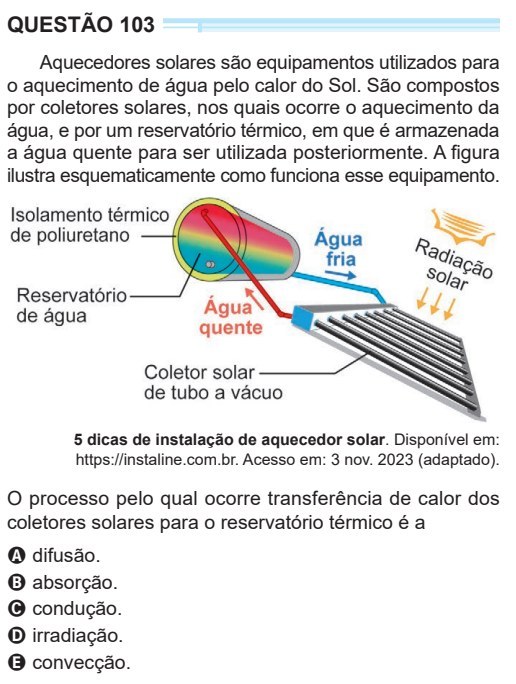 QUESTÃO 103
Aquecedores solares são equipamentos utilizados para
o aquecimento de água pelo calor do Sol. São compostos
por coletores solares, nos quais ocorre o aquecimento da
água, e por um reservatório térmico, em que é armazenada
a água quente para ser utilizada posteriormente. A figura
ilustra esquematicamente como funciona esse equipamento.
Isolamento térmico
de poliuretano
Reservatório
de água
Água
fria
Radiação
solar
Água
quente
Coletor solar
de tubo a vácuo
5 dicas de instalação de aquecedor solar. Disponível em:
https://instaline.com.br. Acesso em: 3 nov. 2023 (adaptado).
O processo pelo qual ocorre transferência de calor dos
coletores solares para o reservatório térmico é a
A difusão.
B absorção.
C condução.
D irradiação.
E convecção.